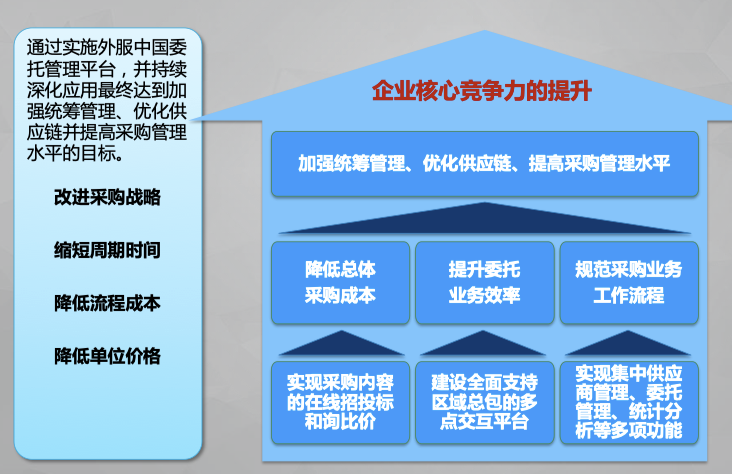 通过实施外服中国委
托管理平台，并持续
深化应用最终达到加
强统筹管理、优化供
应链并提高采购管理
水平的目标。
改进采购战略
缩短周期时间
降低流程成本
降低单位价格
企业核心竞争力的提升
加强统筹管理、优化供应链、提高采购管理水平
降低总体
采购成本
提升委托
业务效率
规范采购业务
工作流程
实现采购内容
的在线招投标
和询比价
建设全面支持
区域总包的多
点交互平台
实现集中供应
商管理、委托
管理、统计分
析等多项功能